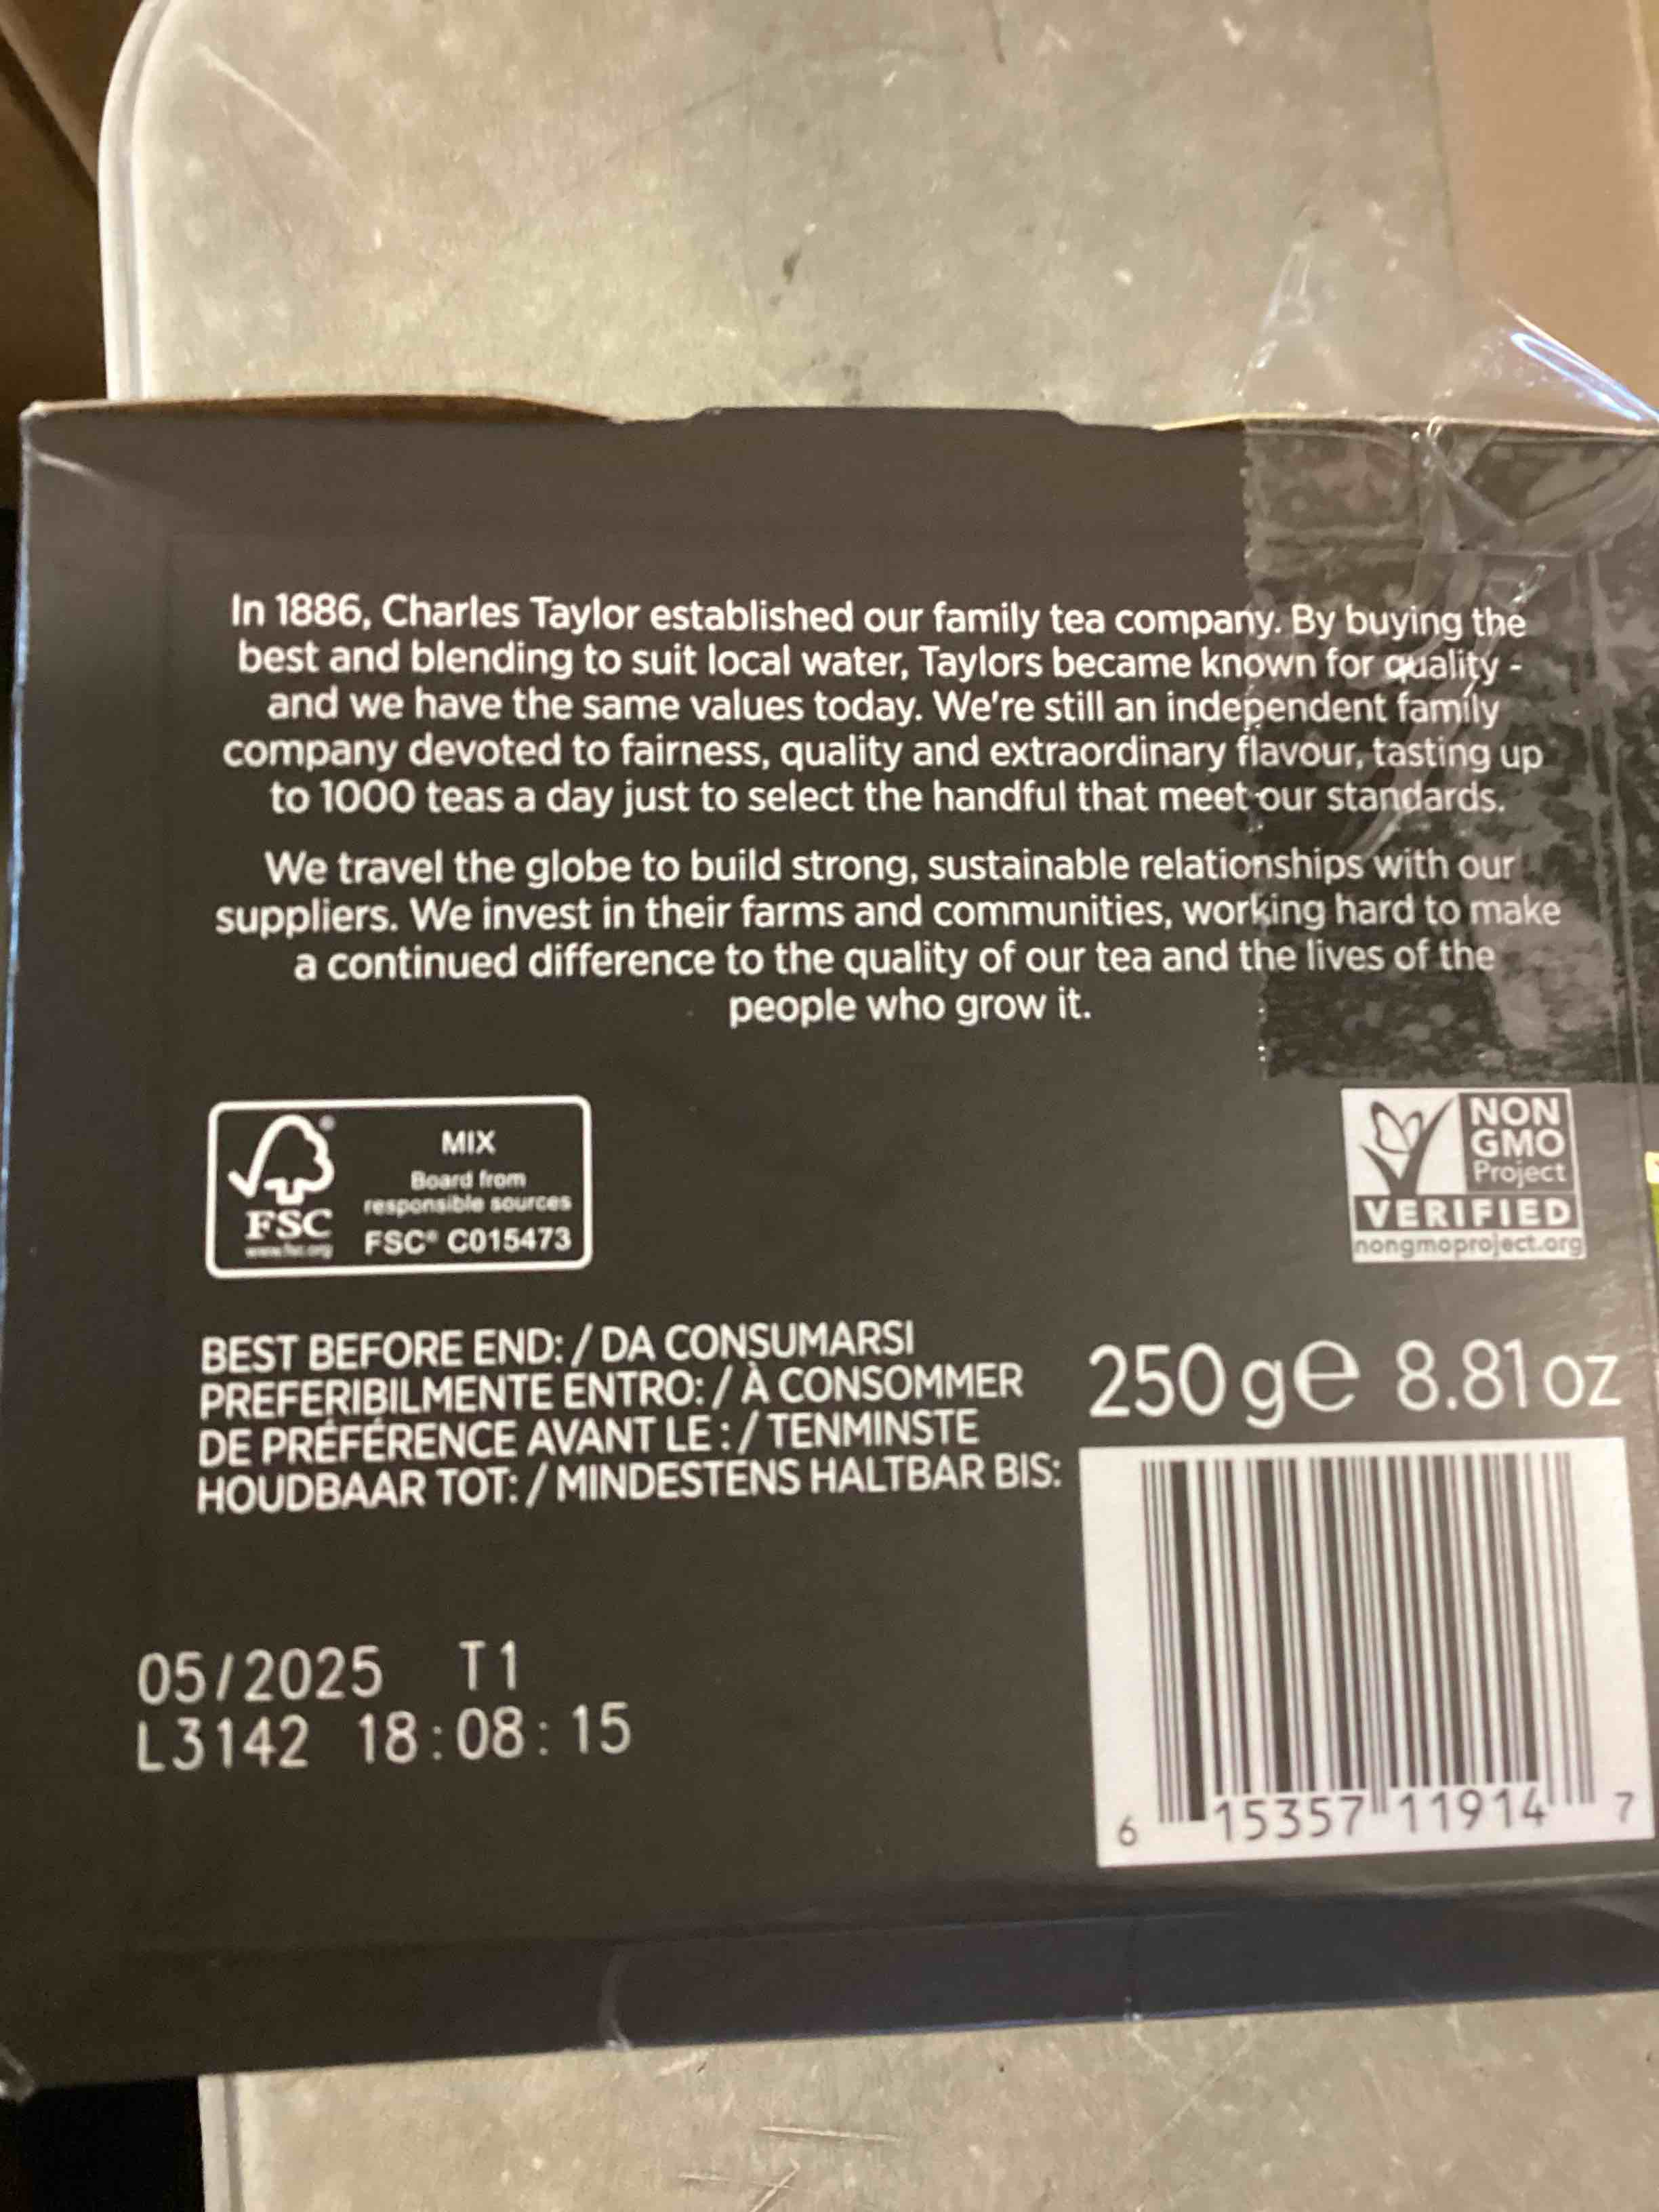 In 1886, Charles Taylor established our family tea company. By buying the
best and blending to suit local water, Taylors became known for quality -
and we have the same values today. We're still an independent family
company devoted to fairness, quality and extraordinary flavour, tasting up
to 1000 teas a day just to select the handful that meet our standards.
We travel the globe to build strong, sustainable relationships with our
suppliers. We invest in their farms and communities, working hard to make
a continued difference to the quality of our tea and the lives of the
people who grow it.
®
FSC
www.fsc.org
MIX
Board from
responsible sources
FSC® C015473
NON
GMO
Project
VERIFIED
nongmoproject.org
BEST BEFORE END: / DA CONSUMARSI
PREFERIBILMENTE ENTRO: / À CONSOMMER
DE PRÉFÉRENCE AVANT LE : / TENMINSTE
HOUDBAAR TOT: / MINDESTENS HALTBAR BIS:
250 g e 8.81 oz
05/2025 T1
L3142 18:08:15
6 15357 11914 7